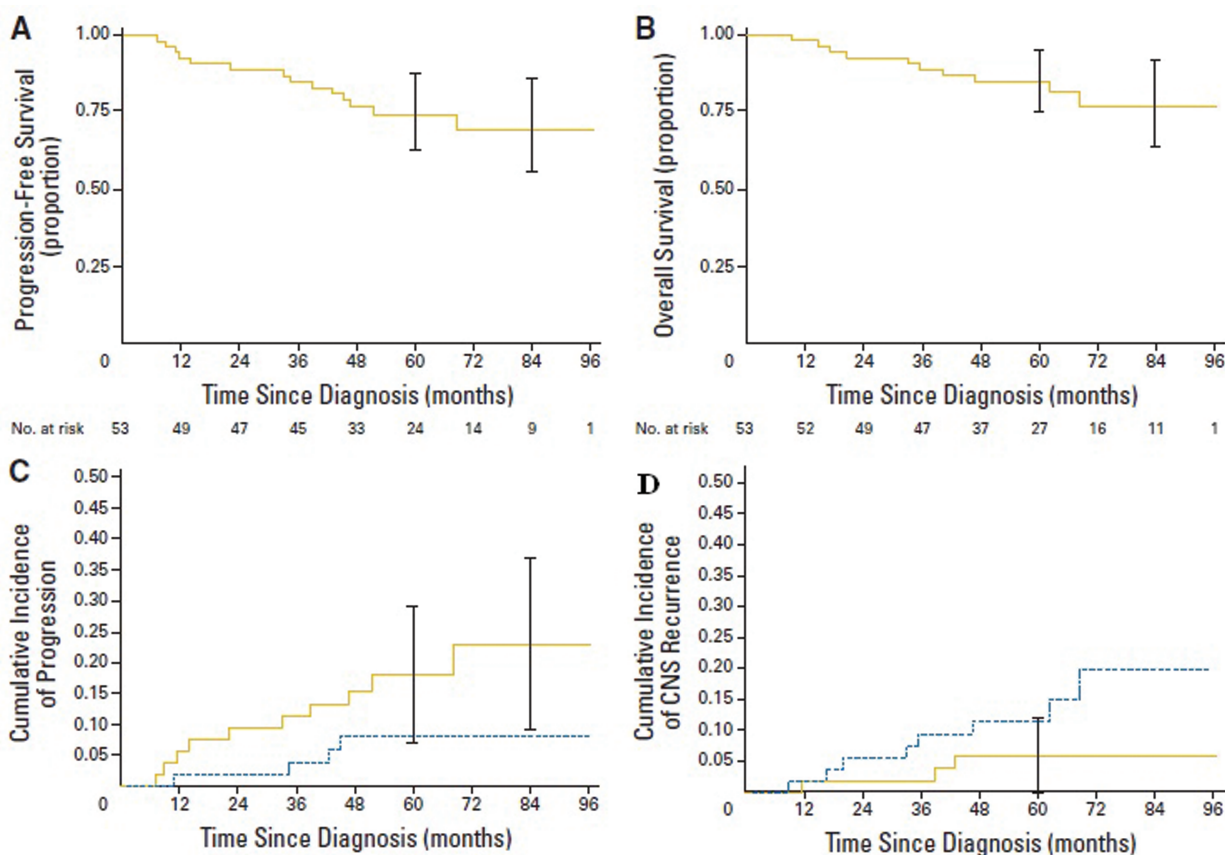 A
Progression-Free Survival
(proportion)
1.00
0.75
0.50
0.25
0 12 24 36 48 60 72 84 96
Time Since Diagnosis (months)
No. at risk 53 49 47 45 33 24 14 9 1
B
Overall Survival (proportion)
1.00
0.75
0.50
0.25
0 12 24 36 48 60 72 84 96
Time Since Diagnosis (months)
No. at risk 53 52 49 47 37 27 16 11 1
C
Cumulative Incidence
of Progression
0.50
0.45
0.40
0.35
0.30
0.25
0.20
0.15
0.10
0.05
0 12 24 36 48 60 72 84 96
Time Since Diagnosis (months)
D
Cumulative Incidence
of CNS Recurrence
0.50
0.45
0.40
0.35
0.30
0.25
0.20
0.15
0.10
0.05
0 12 24 36 48 60 72 84 96
Time Since Diagnosis (months)